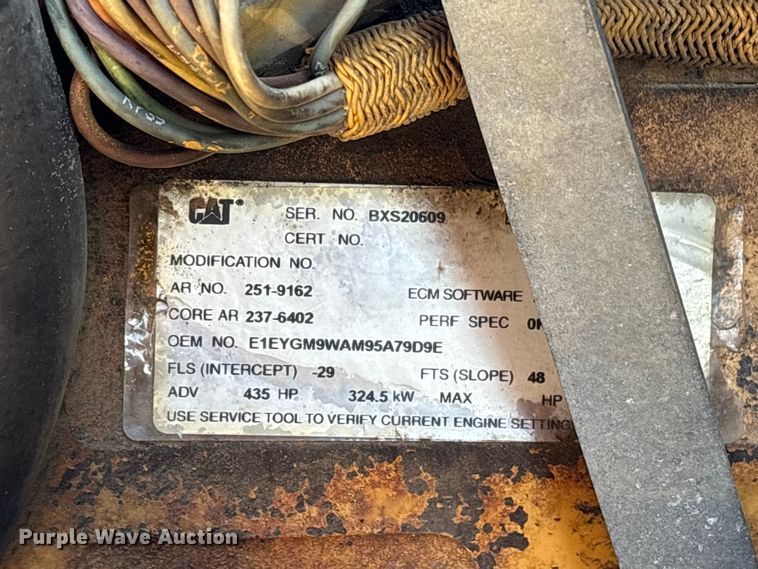 CAT® SER. NO. BXS20609
CERT NO.
MODIFICATION NO.
AR NO. 251-9162 ECM SOFTWARE
CORE AR 237-6402 PERF SPEC
OEM NO. E1EYGM9WAM95A79D9E
FLS (INTERCEPT) -29 FTS (SLOPE) 48
ADV 435 HP 324.5 kW MAX HP
USE SERVICE TOOL TO VERIFY CURRENT ENGINE
Purple Wave Auction